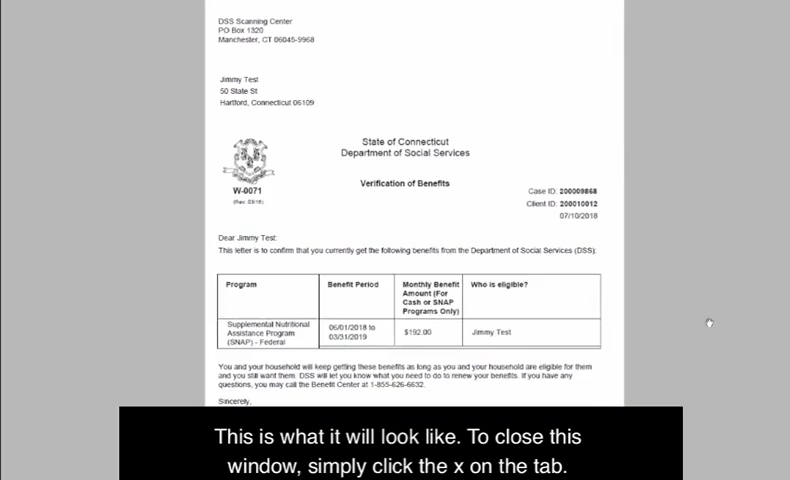 DSS Scanning Center
PO Box 1320
Manchester, CT 06045-9968
Jimmy Test
50 State St
Hartford, Connecticut 06109
State of Connecticut
Department of Social Services
W-0071
Verification of Benefits
Case ID: 200009868
Client ID: 200010012
07/10/2018
Dear Jimmy Test:
This letter is to confirm that you currently get the following benefits from the Department of Social Services (DSS):
Program
Benefit Period
Monthly Benefit
Amount (For
Cash or SNAP
Programs Only)
Who is eligible?
Supplemental Nutritional
Assistance Program
(SNAP) - Federal
06/01/2018 to
03/31/2019
$192.00
Jimmy Test
You and your household will keep getting these benefits as long as you and your household are eligible for them
and you still want them. DSS will let you know what you need to do to renew your benefits. If you have any
questions, you may call the Benefit Center at 1-855-626-6632.
Sincerely,
This is what it will look like. To close this
window, simply click the x on the tab.